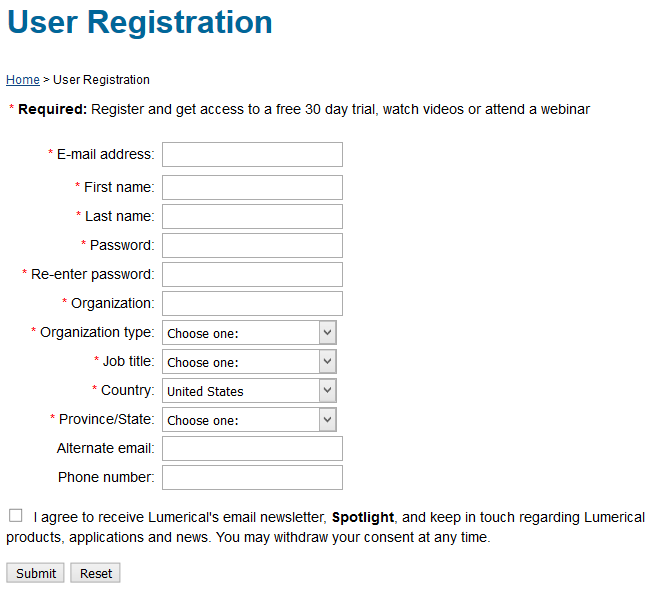 User Registration
Home > User Registration
* Required: Register and get access to a free 30 day trial, watch videos or attend a webinar
* E-mail address:
* First name:
* Last name:
* Password:
* Re-enter password:
* Organization:
* Organization type: Choose one:
* Job title: Choose one:
* Country: United States
* Province/State: Choose one:
Alternate email:
Phone number:
I agree to receive Lumerical's email newsletter, Spotlight, and keep in touch regarding Lumerical
products, applications and news. You may withdraw your consent at any time.
Submit Reset